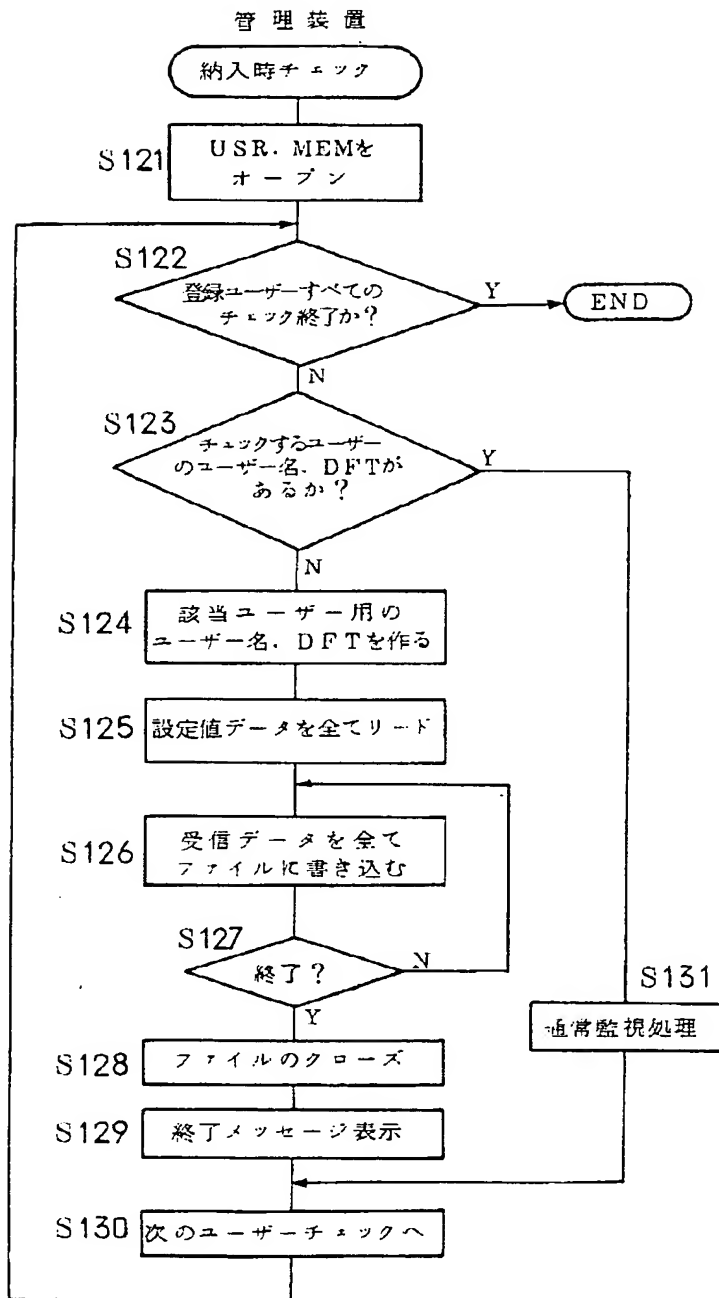 管理装置
納入時チェック
S121
USR. MEMを
オープン
S122
登録ユーザーすべての
チェック終了か?
Y
END
N
S123
チェックするユーザー
のユーザー名. DFTが
あるか?
Y
N
S124
該当ユーザー用の
ユーザー名. DFTを作る
S125
設定値データを全てリード
S126
受信データを全て
ファイルに書き込む
S127
終了?
N
Y
S131
通常監視処理
S128
ファイルのクローズ
S129
終了メッセージ表示
S130
次のユーザーチェックへ